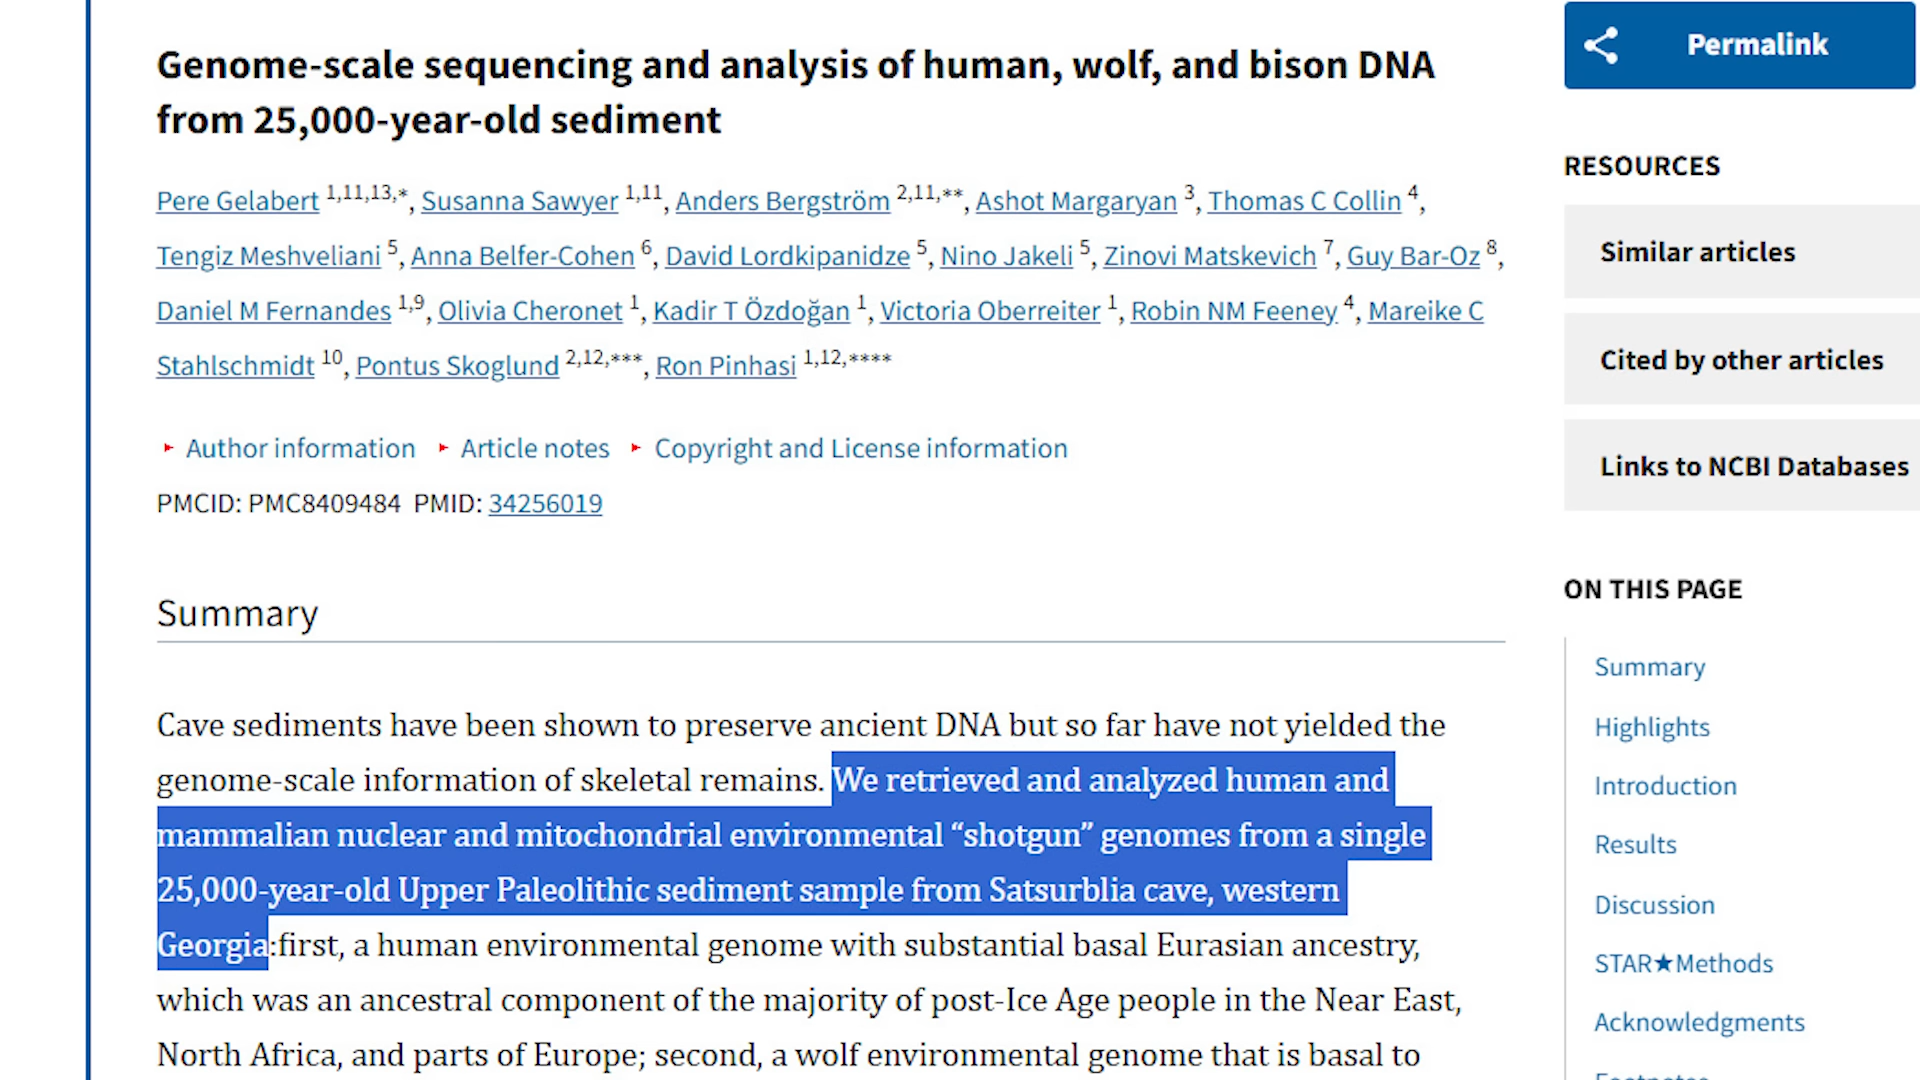 Genome-scale sequencing and analysis of human, wolf, and bison DNA
from 25,000-year-old sediment
Pere Gelabert 1,11,13,*, Susanna Sawyer 1,11, Anders Bergström 2,11,**, Ashot Margaryan 3, Thomas C Collin 4,
Tengiz Meshveliani 5, Anna Belfer-Cohen 6, David Lordkipanidze 5, Nino Jakeli 5, Zinovi Matskevich 7, Guy Bar-Oz 8,
Daniel M Fernandes 1,9, Olivia Cheronet 1, Kadir T Özdoğan 1, Victoria Oberreiter 1, Robin NM Feeney 4, Mareike C
Stahlschmidt 10, Pontus Skoglund 2,12,***, Ron Pinhasi 1,12,****
Author information Article notes Copyright and License information
PMCID: PMC8409484 PMID: 34256019
Summary
Cave sediments have been shown to preserve ancient DNA but so far have not yielded the
genome-scale information of skeletal remains. We retrieved and analyzed human and
mammalian nuclear and mitochondrial environmental “shotgun” genomes from a single
25,000-year-old Upper Paleolithic sediment sample from Satsurblia cave, western
Georgia:first, a human environmental genome with substantial basal Eurasian ancestry,
which was an ancestral component of the majority of post-Ice Age people in the Near East,
North Africa, and parts of Europe; second, a wolf environmental genome that is basal to
Permalink
RESOURCES
Similar articles
Cited by other articles
Links to NCBI Databases
ON THIS PAGE
Summary
Highlights
Introduction
Results
Discussion
STAR★Methods
Acknowledgments